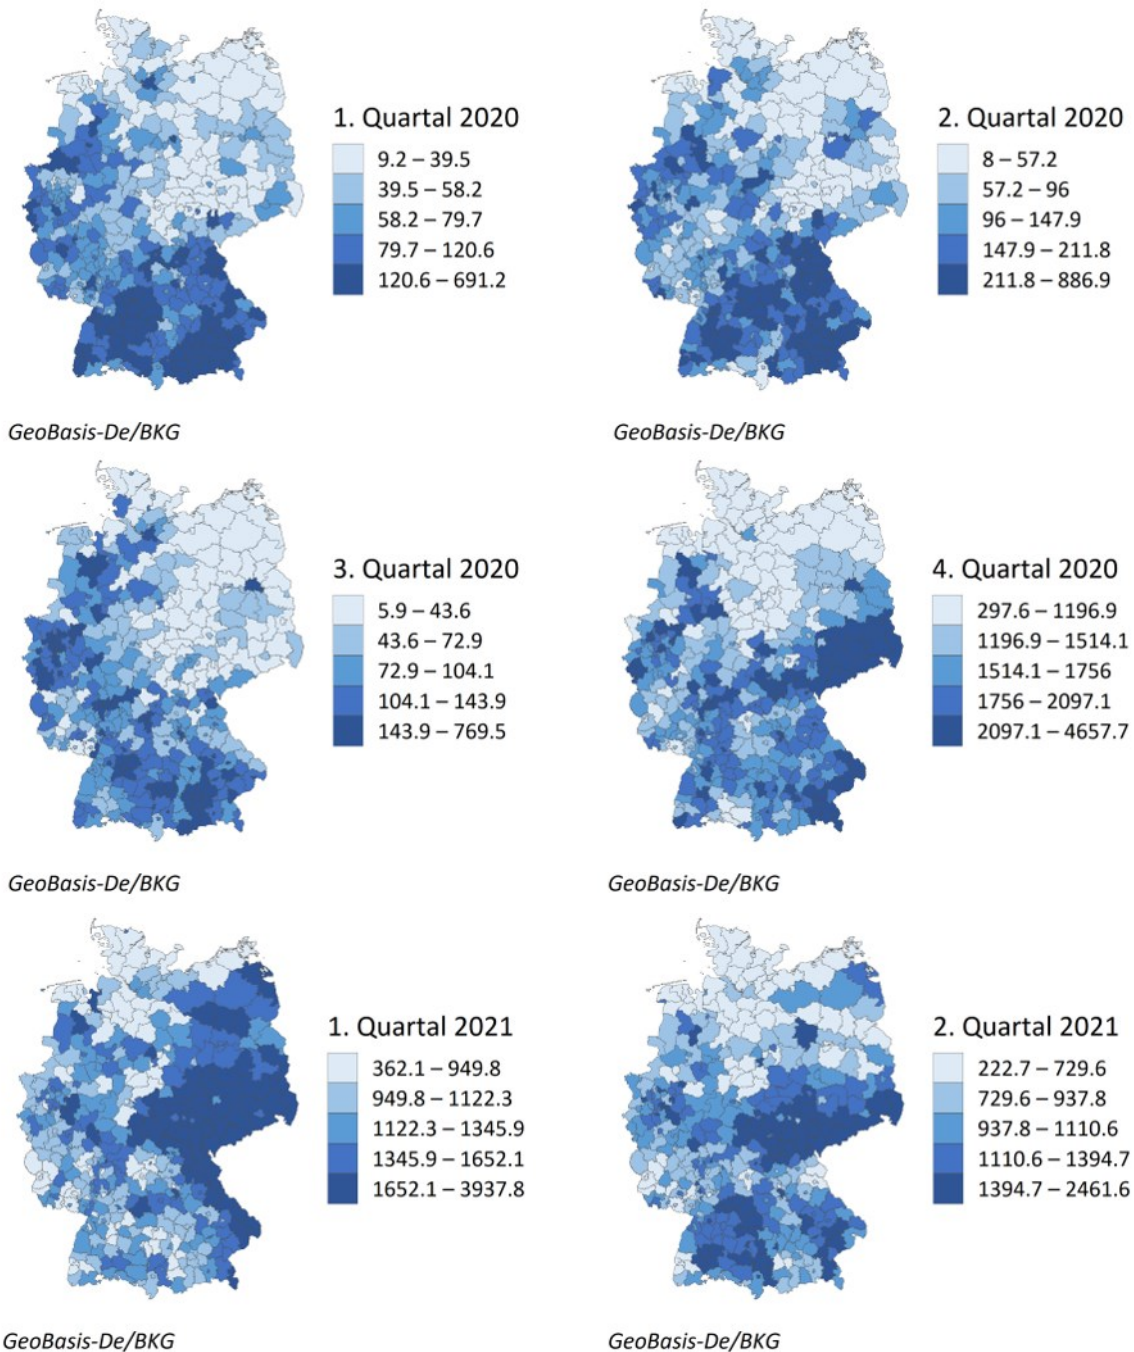 1. Quartal 2020
9.2 – 39.5
39.5 – 58.2
58.2 – 79.7
79.7 – 120.6
120.6 – 691.2
GeoBasis-De/BKG
2. Quartal 2020
8 – 57.2
57.2 – 96
96 – 147.9
147.9 – 211.8
211.8 – 886.9
GeoBasis-De/BKG
3. Quartal 2020
5.9 – 43.6
43.6 – 72.9
72.9 – 104.1
104.1 – 143.9
143.9 – 769.5
GeoBasis-De/BKG
4. Quartal 2020
297.6 – 1196.9
1196.9 – 1514.1
1514.1 – 1756
1756 – 2097.1
2097.1 – 4657.7
GeoBasis-De/BKG
1. Quartal 2021
362.1 – 949.8
949.8 – 1122.3
1122.3 – 1345.9
1345.9 – 1652.1
1652.1 – 3937.8
GeoBasis-De/BKG
2. Quartal 2021
222.7 – 729.6
729.6 – 937.8
937.8 – 1110.6
1110.6 – 1394.7
1394.7 – 2461.6
GeoBasis-De/BKG